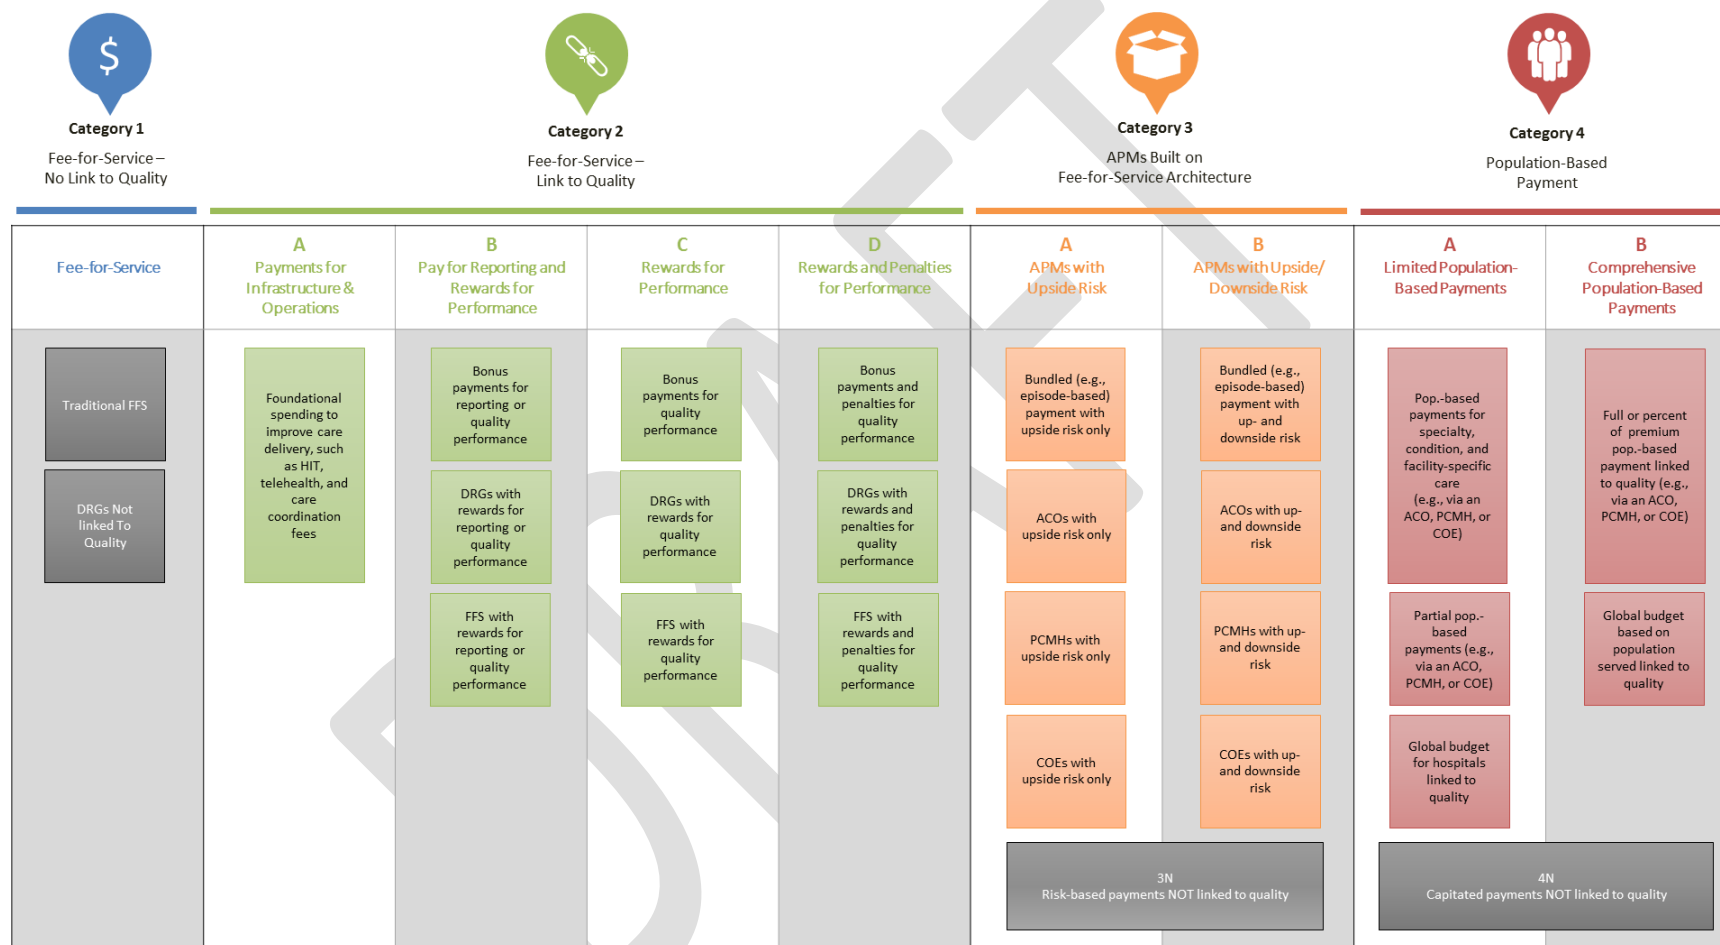 $
Category 1
Fee-for-Service –
No Link to Quality
Category 2
Fee-for-Service –
Link to Quality
Category 3
APMs Built on
Fee-for-Service Architecture
Category 4
Population-Based
Payment
Fee-for-Service
A
Payments for
Infrastructure &
Operations
B
Pay for Reporting and
Rewards for
Performance
C
Rewards for
Performance
D
Rewards and Penalties
for Performance
A
APMs with
Upside Risk
B
APMs with Upside/
Downside Risk
A
Limited Population-
Based Payments
B
Comprehensive
Population-Based
Payments
Traditional FFS
DRGs Not
linked To
Quality
Foundational
spending to
improve care
delivery, such
as HIT,
telehealth, and
care
coordination
fees
Bonus
payments for
reporting or
quality
performance
DRGs with
rewards for
reporting or
quality
performance
FFS with
rewards for
reporting or
quality
performance
Bonus
payments for
quality
performance
DRGs with
rewards for
quality
performance
FFS with
rewards for
quality
performance
Bonus
payments and
penalties for
quality
performance
DRGs with
rewards and
penalties for
quality
performance
FFS with
rewards and
penalties for
quality
performance
Bundled (e.g.,
episode-based)
payment with
upside risk only
ACOs with
upside risk only
PCMHs with
upside risk only
COEs with
upside risk only
Bundled (e.g.,
episode-based)
payment with
up- and
downside risk
ACOs with up-
and downside
risk
PCMHs with up-
and downside
risk
COEs with up-
and downside
risk
3N
Risk-based payments NOT linked to quality
Pop.-based
payments for
specialty,
condition, and
facility-specific
care
(e.g., via an
ACO, PCMH, or
COE)
Partial pop.-
based
payments (e.g.,
via an ACO,
PCMH, or COE)
Global budget
for hospitals
linked to
quality
Full or percent
of premium
pop.-based
payment linked
to quality (e.g.,
via an ACO,
PCMH, or COE)
Global budget
based on
population
served linked to
quality
4N
Capitated payments NOT linked to quality